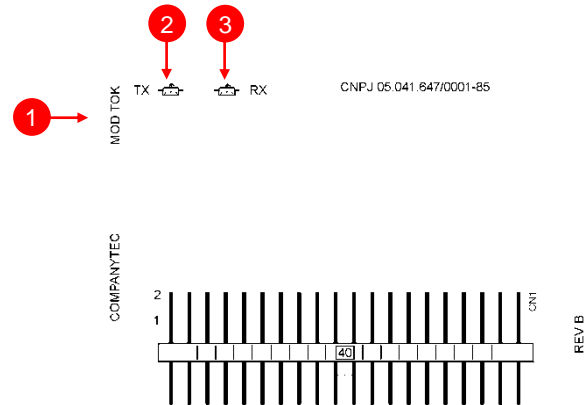 2
3
TX
RX
CNPJ 05.041.647/0001-85
1
MOD TOK
COMPANYTEC
2
1
CN1
40
REV B